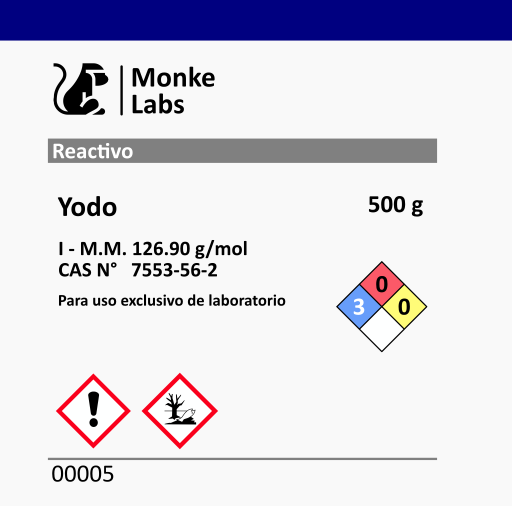 Monke
Labs
Reactivo
Yodo
500 g
I - M.M. 126.90 g/mol
CAS N° 7553-56-2
Para uso exclusivo de laboratorio
0
3
0
00005